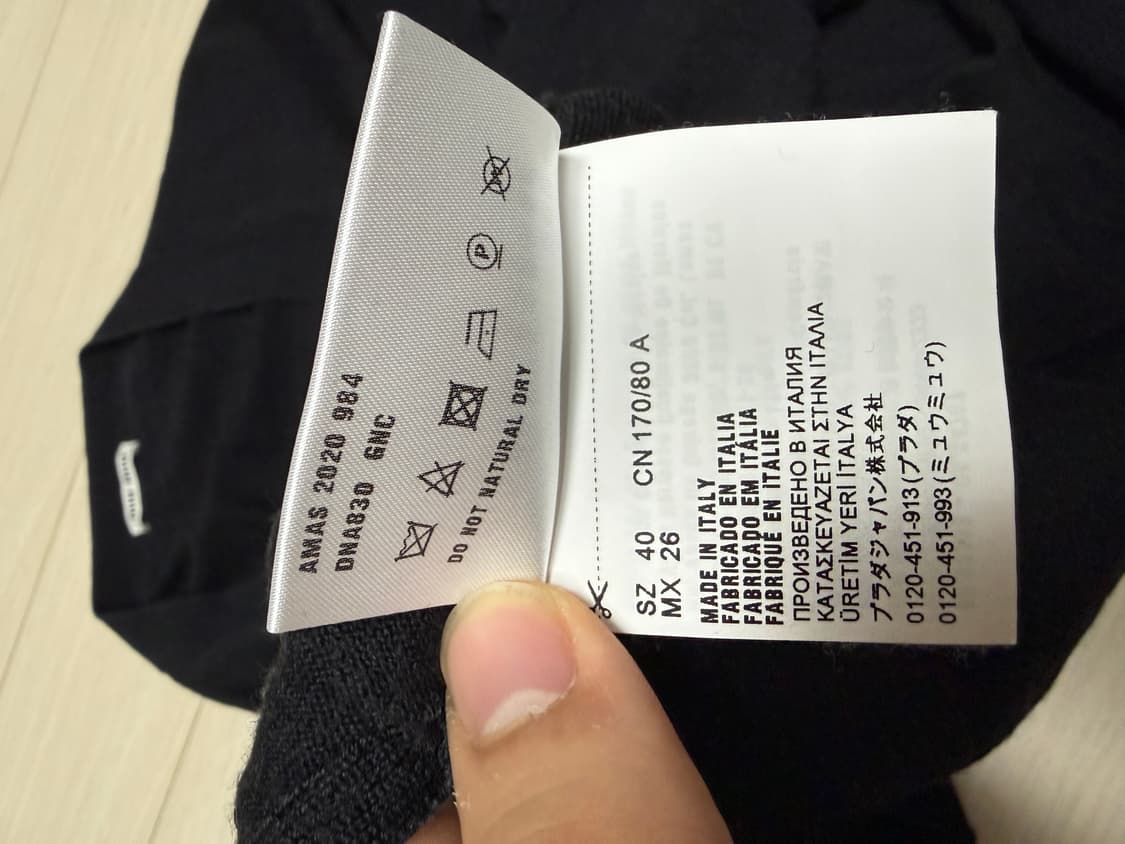 AMAS 2020 984
DNA830 GNC
P
DO NOT NATURAL DRY
SZ 40 CN 170/80 A
MX 26
MADE IN ITALY
FABRICADO EN ITALIA
FABRICADO EM ITÁLIA
FABRIQUÉ EN ITALIE
ПРОИЗВЕДЕНО В ИТАЛИЯ
ΚΑΤΑΣΚΕΥΑΖΕΤΑΙ ΣΤΗΝ ΙΤΑΛΙΑ
ÜRETİM YERİ İTALYA
プラダジャパン株式会社
0120-451-913(プラダ)
0120-451-993(ミュウミュウ)